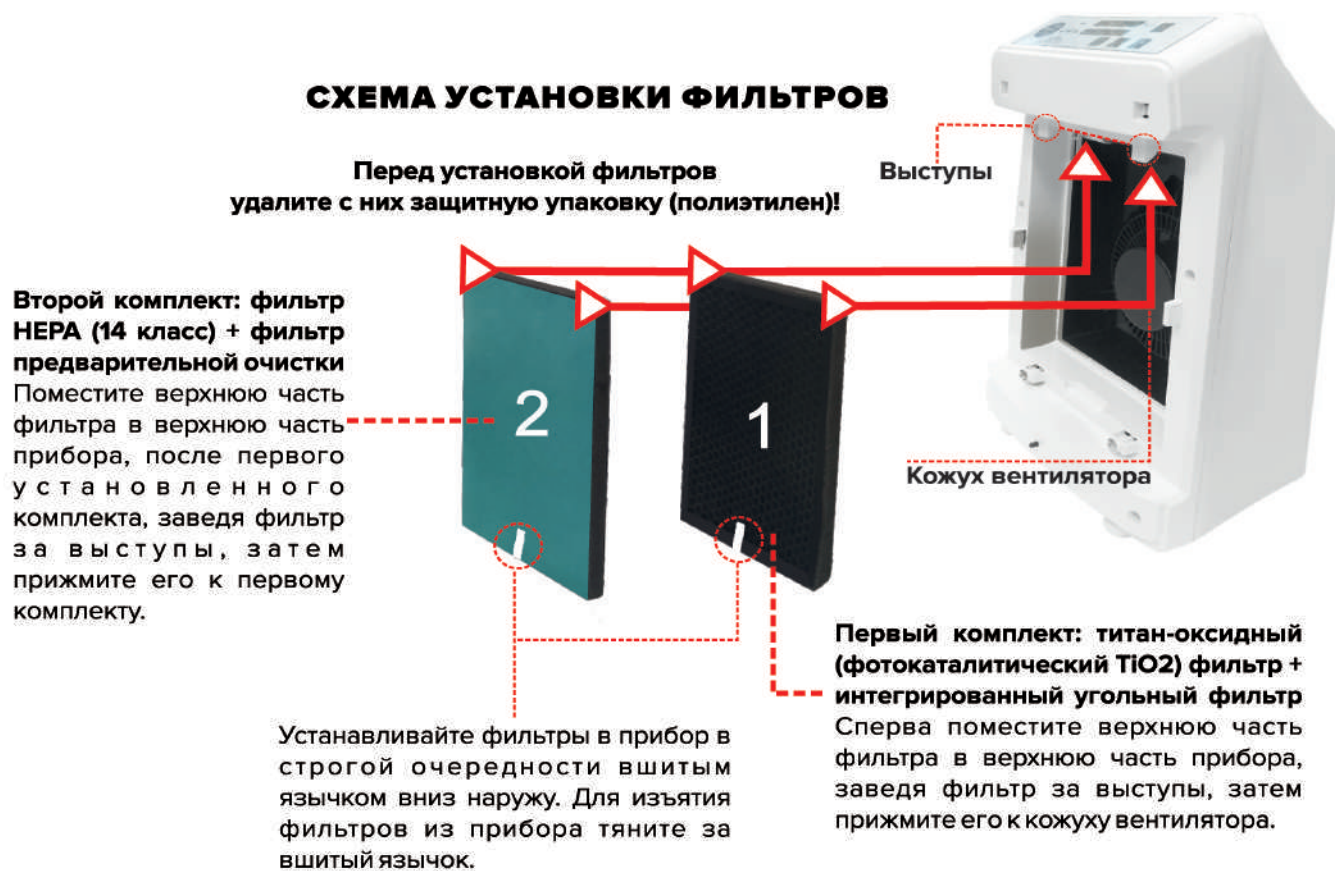 СХЕМА УСТАНОВКИ ФИЛЬТРОВ
Перед установкой фильтров
удалите с них защитную упаковку (полиэтилен)!
Выступы
Второй комплект: фильтр
HEPA (14 класс) + фильтр
предварительной очистки
Поместите верхнюю часть
фильтра в верхнюю часть
прибора, после первого
установленного
комплекта, заведя фильтр
за выступы, затем
прижмите его к первому
комплекту.
2
1
Кожух вентилятора
Первый комплект: титан-оксидный
(фотокаталитический TiO2) фильтр +
интегрированный угольный фильтр
Сперва поместите верхнюю часть
фильтра в верхнюю часть прибора,
заведя фильтр за выступы, затем
прижмите его к кожуху вентилятора.
Устанавливайте фильтры в прибор в
строгой очередности вшитым
язычком вниз наружу. Для изъятия
фильтров из прибора тяните за
вшитый язычок.